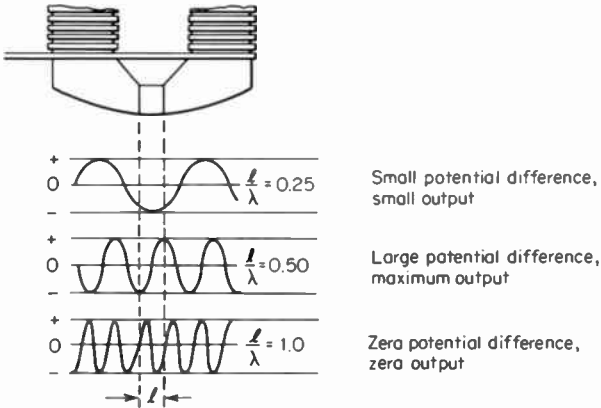 +
0
-
l/λ = 0.25
Small potential difference,
small output
+
0
-
l/λ = 0.50
Large potential difference,
maximum output
+
0
-
l/λ = 1.0
Zera potential difference,
zero output
l